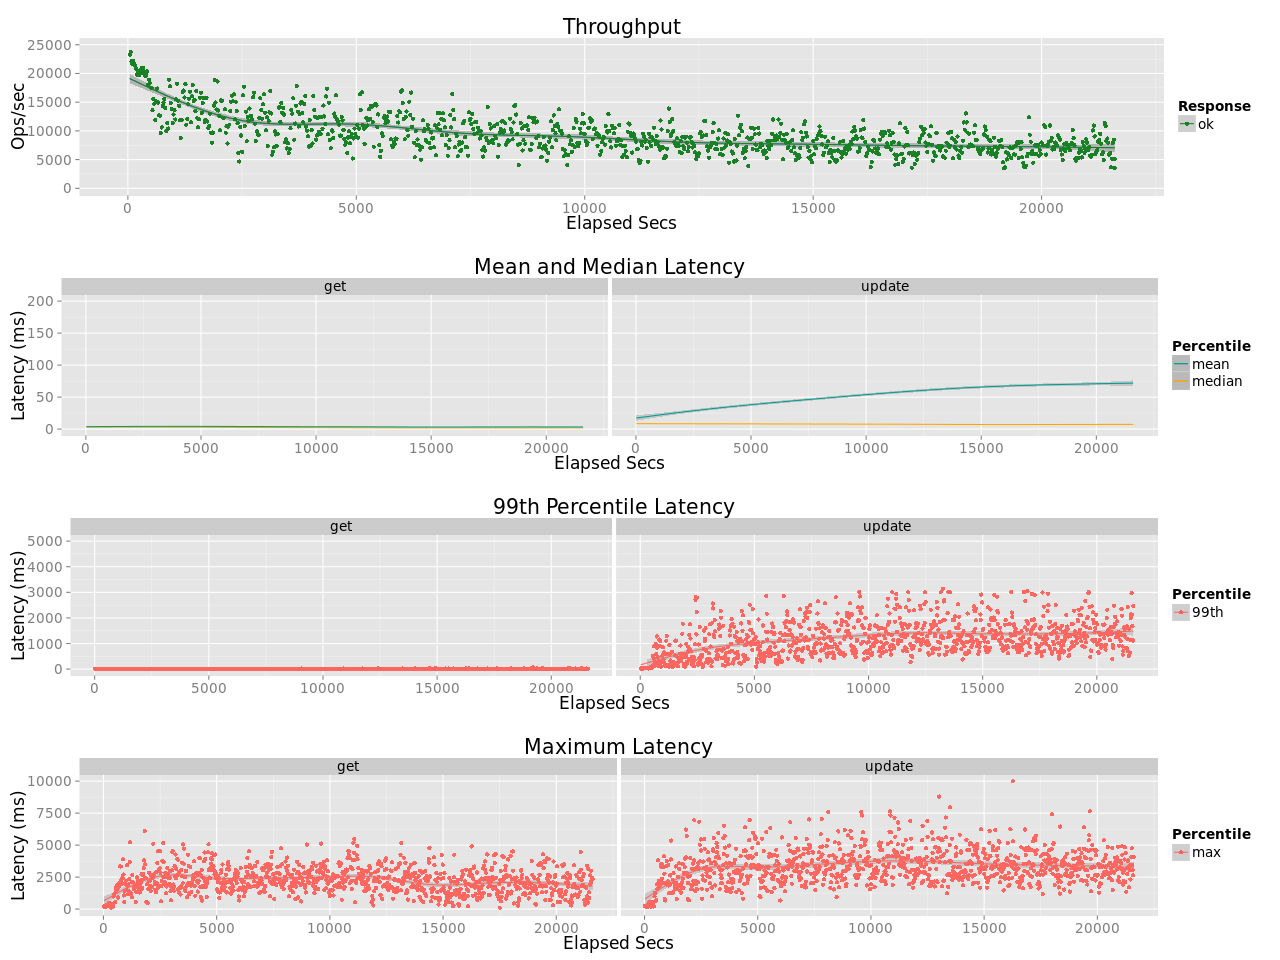 Throughput
25000
20000
15000
10000
5000
0
Ops/sec
0 5000 10000 15000 20000
Elapsed Secs
Response
ok
Mean and Median Latency
get update
200
150
100
50
0
Latency (ms)
0 5000 10000 15000 20000 0 5000 10000 15000 20000
Elapsed Secs
Percentile
mean
median
99th Percentile Latency
get update
5000
4000
3000
2000
1000
0
Latency (ms)
0 5000 10000 15000 20000 0 5000 10000 15000 20000
Elapsed Secs
Percentile
99th
Maximum Latency
get update
10000
7500
5000
2500
0
Latency (ms)
0 5000 10000 15000 20000 0 5000 10000 15000 20000
Elapsed Secs
Percentile
max